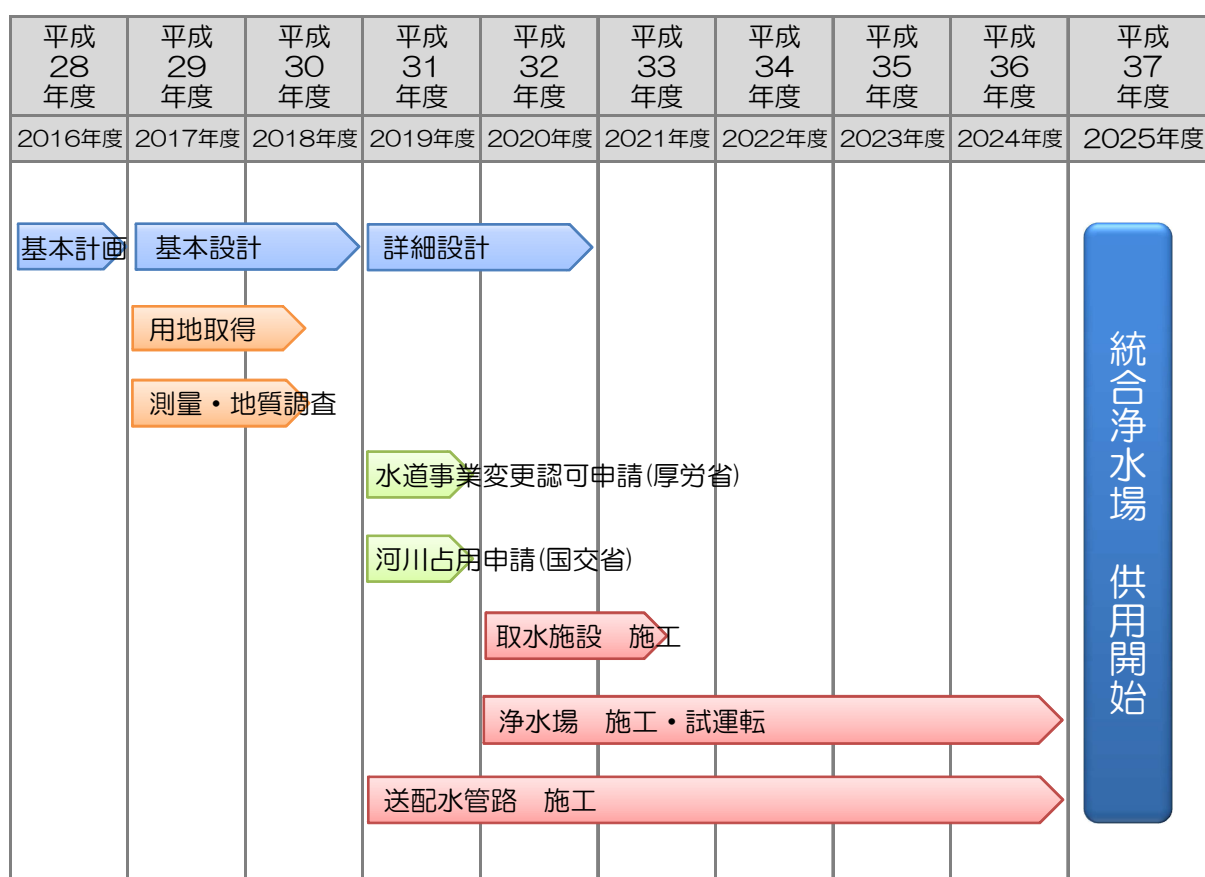 平成 平成 平成 平成 平成 平成 平成 平成 平成 平成
28 29 30 31 32 33 34 35 36 37
年度 年度 年度 年度 年度 年度 年度 年度 年度 年度
2016年度 2017年度 2018年度 2019年度 2020年度 2021年度 2022年度 2023年度 2024年度 2025年度
基本計画 基本設計 詳細設計
用地取得
測量・地質調査
水道事業変更認可申請(厚労省)
河川占用申請(国交省)
取水施設　施工
浄水場　施工・試運転
送配水管路　施工
統合浄水場　供用開始